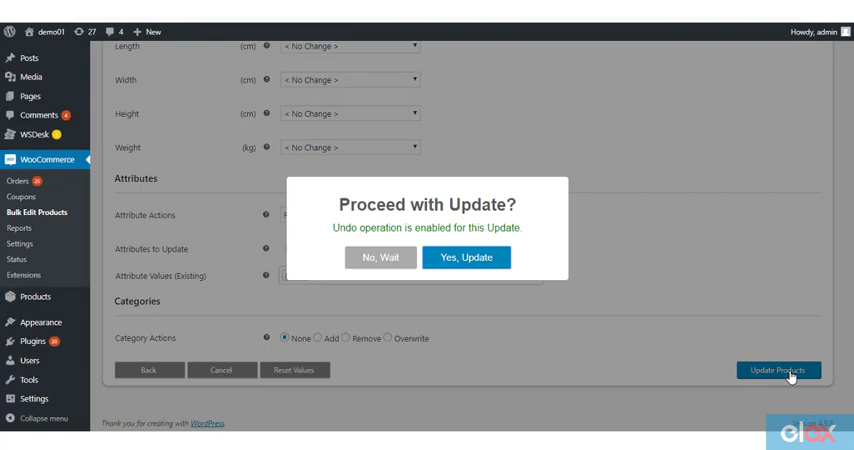 demo01 27 4 New Howdy, admin
Posts
Media
Pages
Comments 4
WSDesk
WooCommerce
Orders 25
Coupons
Bulk Edit Products
Reports
Settings
Status
Extensions
Products
Appearance
Plugins 20
Users
Tools
Settings
Collapse menu
Length (cm) < No Change >
Width (cm) < No Change >
Height (cm) < No Change >
Weight (kg) < No Change >
Attributes
Attribute Actions
Attributes to Update
Attribute Values (Existing)
Proceed with Update?
Undo operation is enabled for this Update.
No, Wait Yes, Update
Categories
Category Actions None Add Remove Overwrite
Back Cancel Reset Values Update Products
Thank you for creating with WordPress.
elex